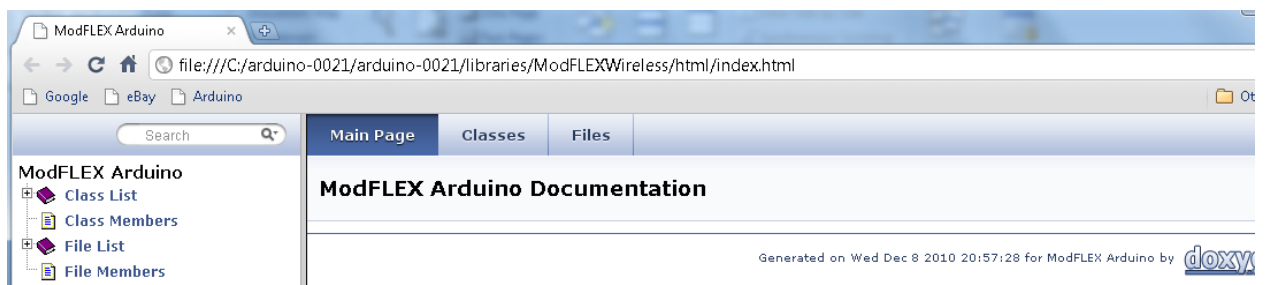 ModFLEX Arduino
file:///C:/arduino-0021/arduino-0021/libraries/ModFLEXWireless/html/index.html
Google eBay Arduino
Search
Main Page Classes Files
ModFLEX Arduino
Class List
Class Members
File List
File Members
ModFLEX Arduino Documentation
Generated on Wed Dec 8 2010 20:57:28 for ModFLEX Arduino by